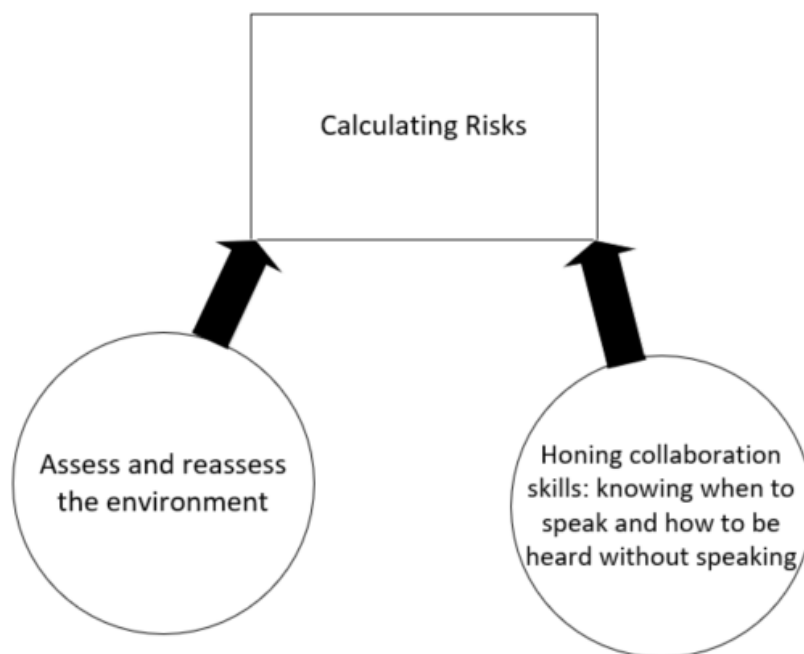 Calculating Risks
Assess and reassess
the environment
Honing collaboration
skills: knowing when to
speak and how to be
heard without speaking